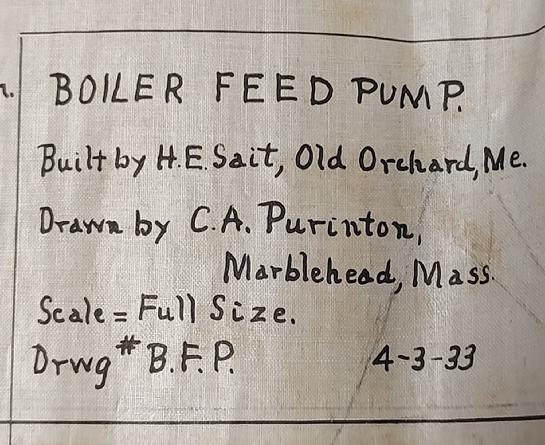 BOILER FEED PUMP.
Built by H.E. Sait, Old Orchard, Me.
Drawn by C.A. Purinton,
Marblehead, Mass.
Scale = Full Size.
Drwg # B.F.P. 4-3-33